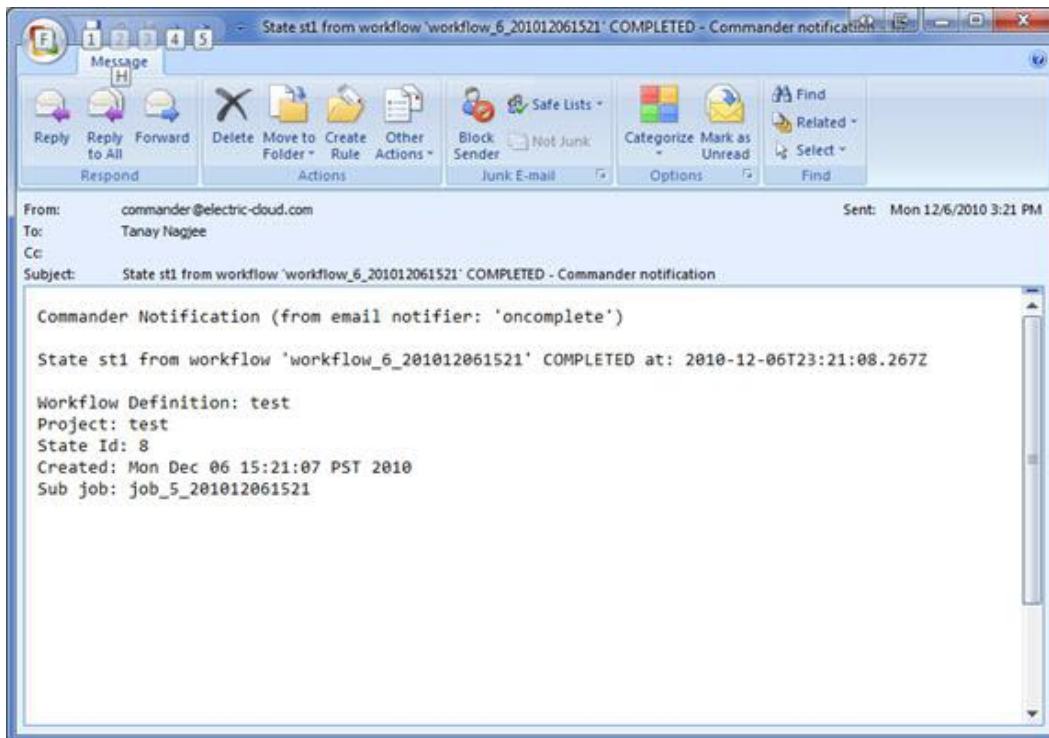 State st1 from workflow 'workflow_6_201012061521' COMPLETED - Commander notification
F 1 2 3 4 5
Message
H
Reply
Reply to All
Forward
Delete
Move to Folder
Create Rule
Other Actions
Block Sender
Safe Lists
Not Junk
Categorize
Mark as Unread
Find
Related
Select
Respond
Actions
Junk E-mail
Options
Find
From: commander@electric-cloud.com
Sent: Mon 12/6/2010 3:21 PM
To: Tanay Nagjee
Cc:
Subject: State st1 from workflow 'workflow_6_201012061521' COMPLETED - Commander notification
Commander Notification (from email notifier: 'oncomplete')
State st1 from workflow 'workflow_6_201012061521' COMPLETED at: 2010-12-06T23:21:08.267Z
Workflow Definition: test
Project: test
State Id: 8
Created: Mon Dec 06 15:21:07 PST 2010
Sub job: job_5_201012061521